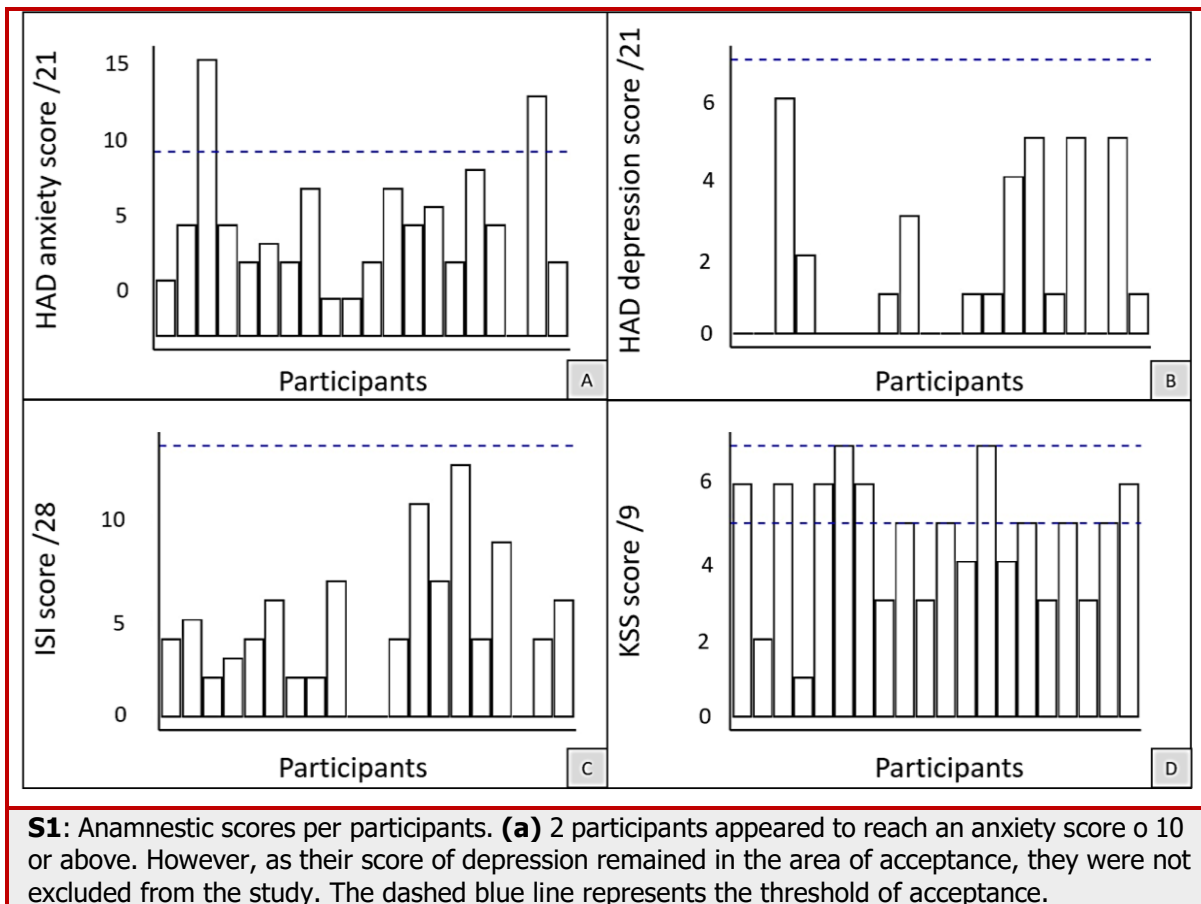 HAD anxiety score /21
15
10
5
0
Participants
A
HAD depression score /21
6
4
2
0
Participants
B
ISI score /28
10
5
0
Participants
C
KSS score /9
6
4
2
0
Participants
D
S1: Anamnestic scores per participants. (a) 2 participants appeared to reach an anxiety score o 10
or above. However, as their score of depression remained in the area of acceptance, they were not
excluded from the study. The dashed blue line represents the threshold of acceptance.